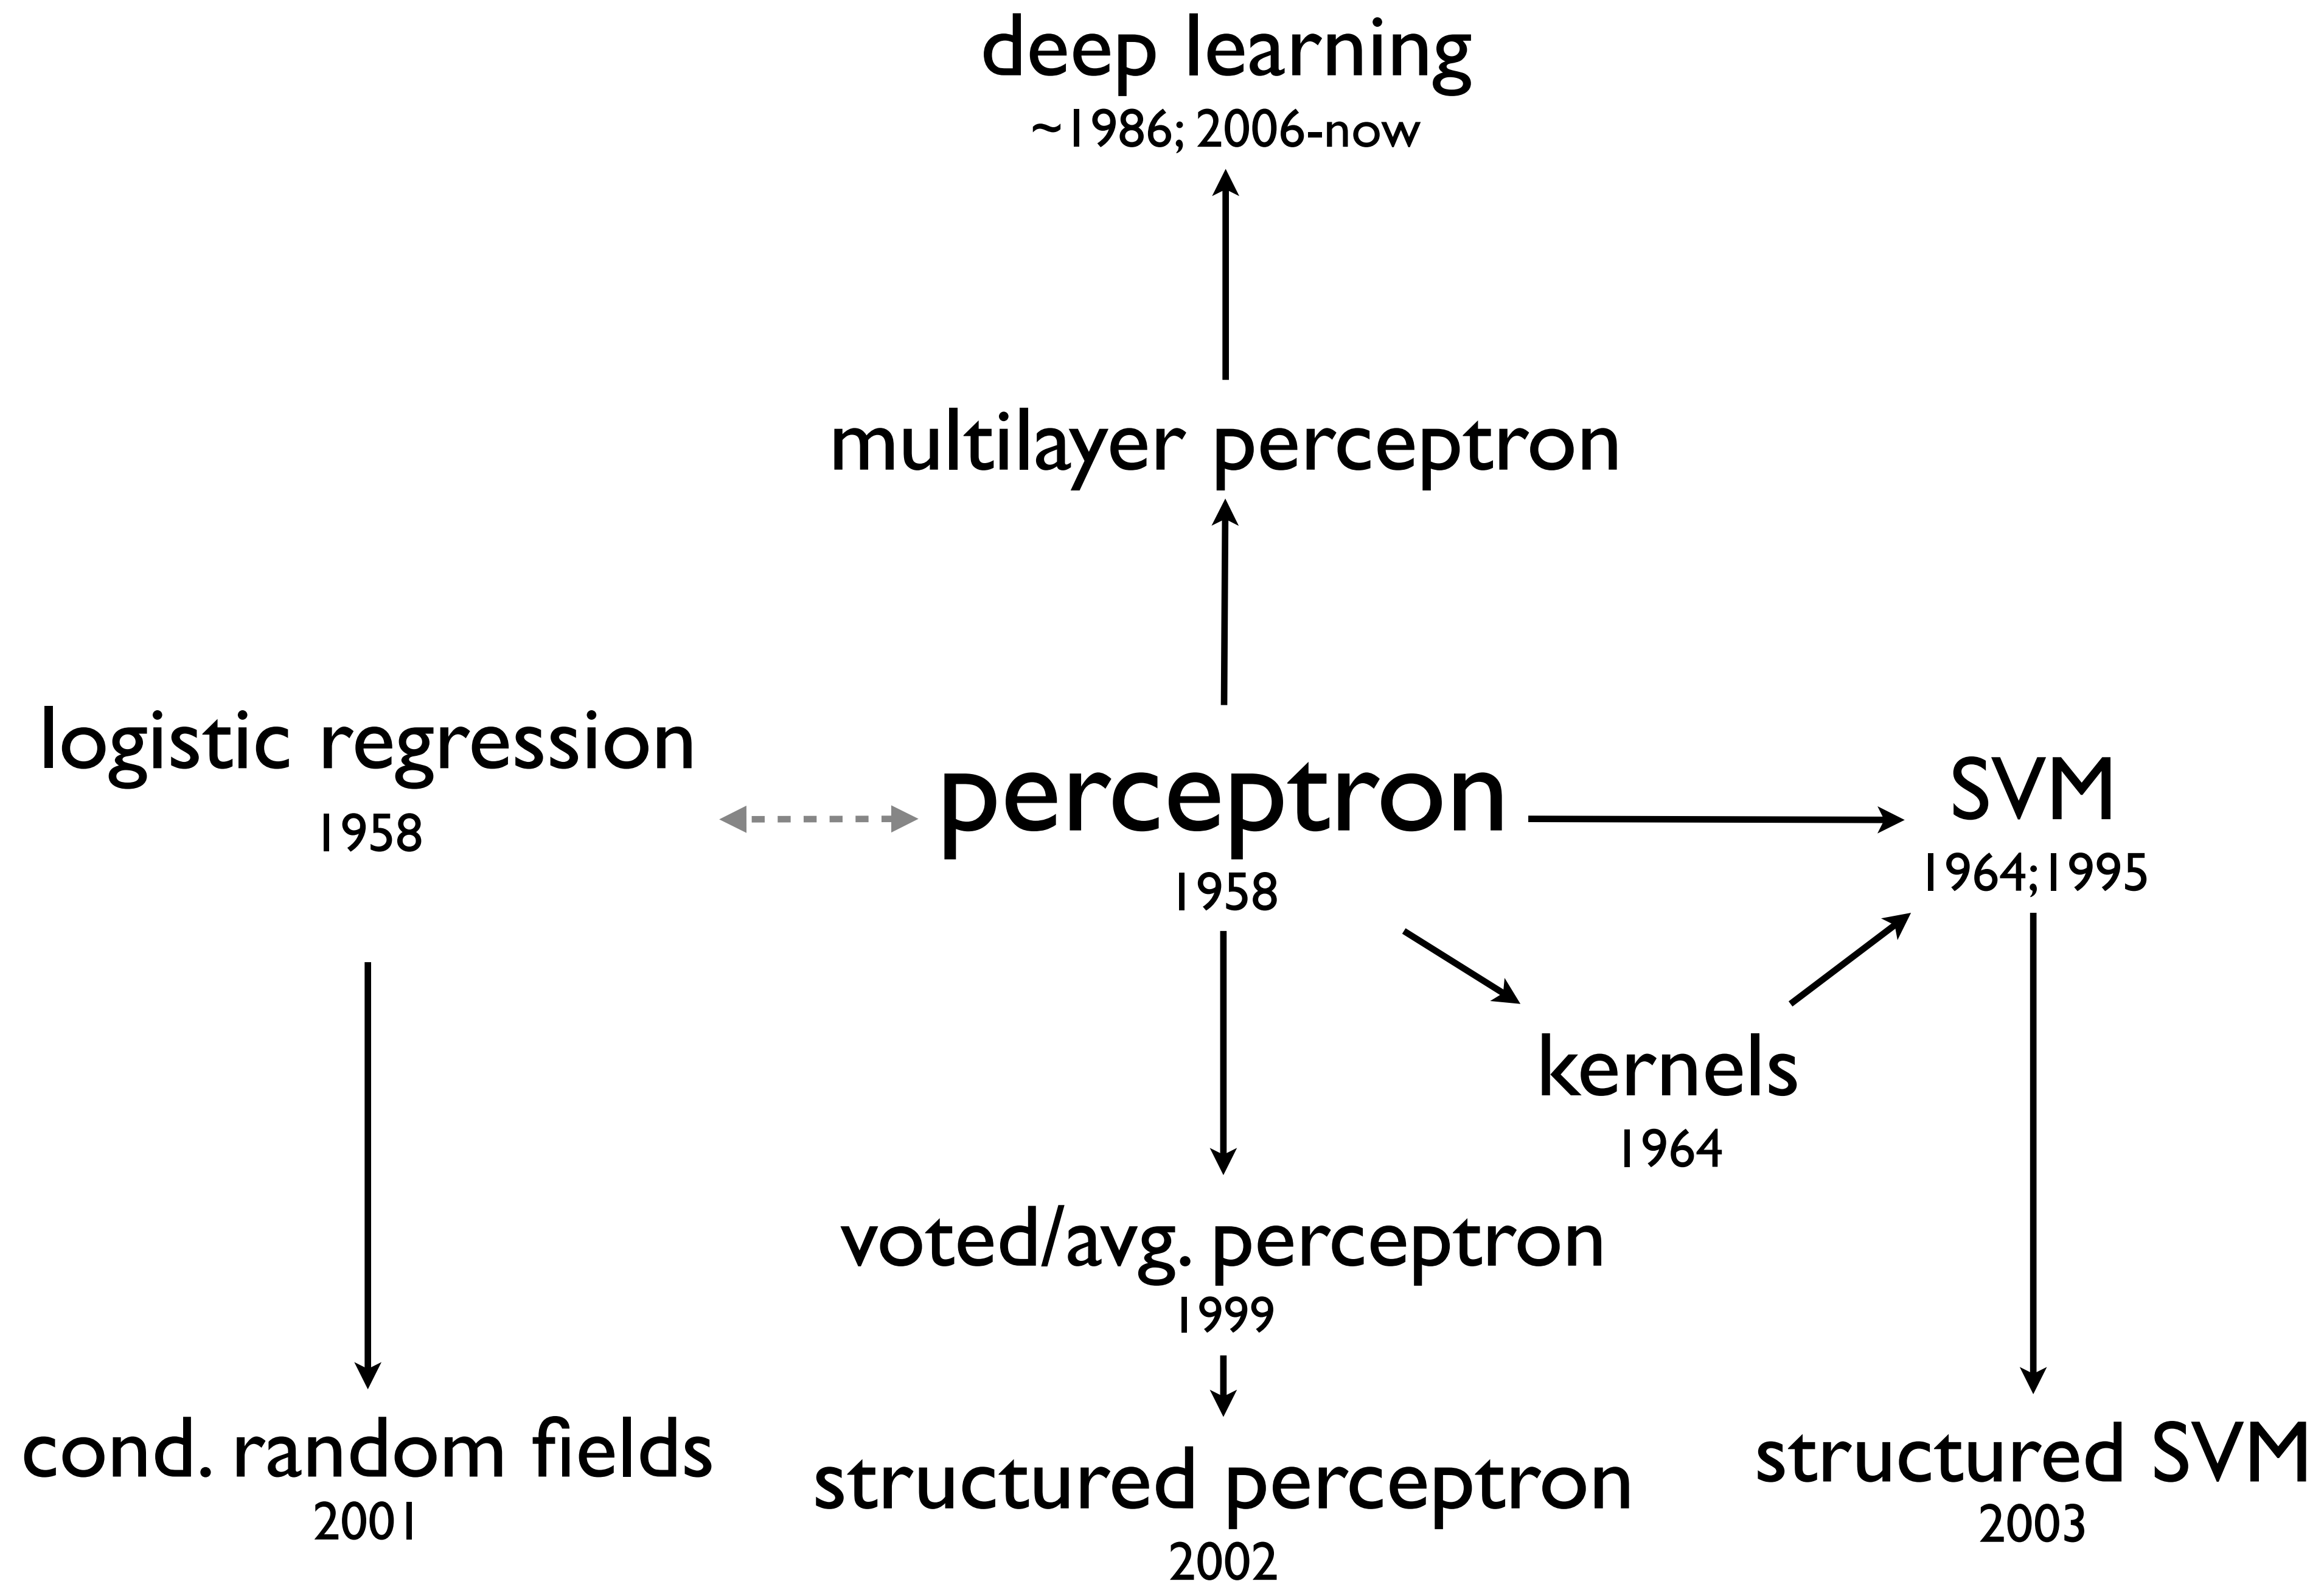 deep learning
~1986; 2006-now
multilayer perceptron
logistic regression
1958
perceptron
1958
SVM
1964;1995
kernels
1964
voted/avg. perceptron
1999
cond. random fields
2001
structured perceptron
2002
structured SVM
2003